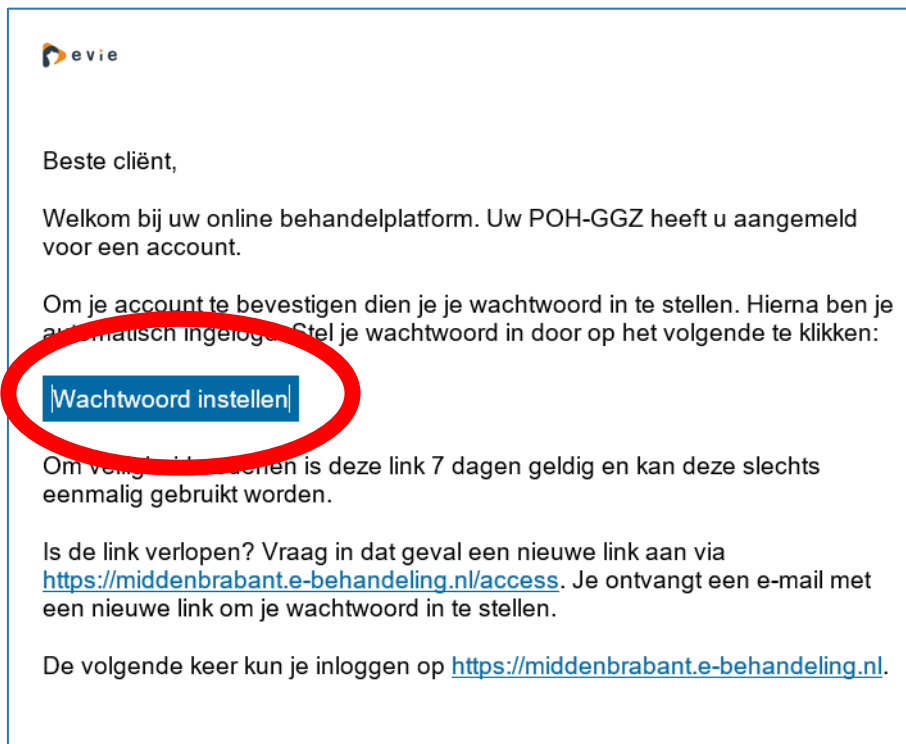 evie
Beste cliënt,
Welkom bij uw online behandelplatform. Uw POH-GGZ heeft u aangemeld
voor een account.
Om je account te bevestigen dien je je wachtwoord in te stellen. Hierna ben je
automatisch ingelogd. Stel je wachtwoord in door op het volgende te klikken:
Wachtwoord instellen
Om veiligheidsredenen is deze link 7 dagen geldig en kan deze slechts
eenmalig gebruikt worden.
Is de link verlopen? Vraag in dat geval een nieuwe link aan via
https://middenbrabant.e-behandeling.nl/access. Je ontvangt een e-mail met
een nieuwe link om je wachtwoord in te stellen.
De volgende keer kun je inloggen op https://middenbrabant.e-behandeling.nl.